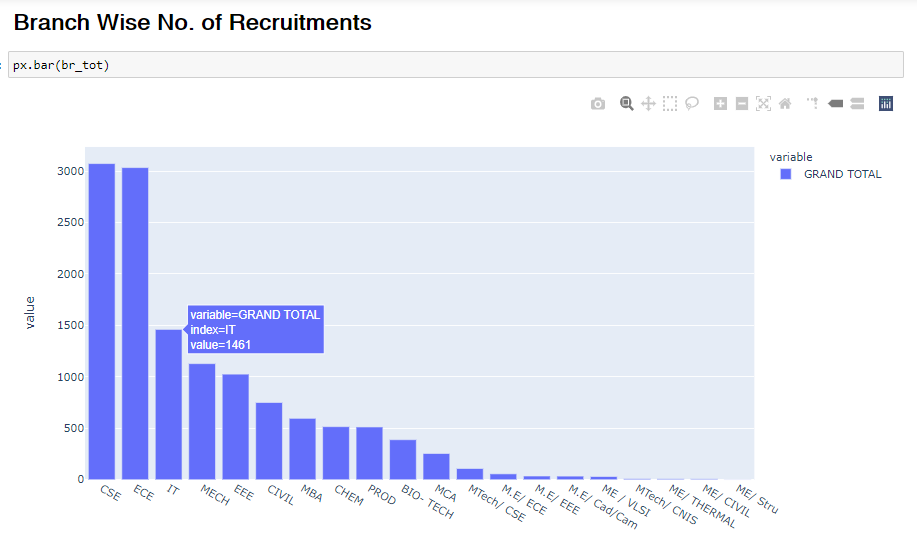 Branch Wise No. of Recruitments
px.bar(br_tot)
variable
GRAND TOTAL
value
3000
2500
2000
1500
1000
500
0
variable=GRAND TOTAL
index=IT
value=1461
CSE
ECE
IT
MECH
EEE
CIVIL
MBA
CHEM
PROD
BIO- TECH
MCA
MTech/ CSE
M.E/ ECE
M.E/ EEE
M.E/ Cad/Cam
ME./ VLSI
MTech/ CNIS
ME/ THERMAL
ME/ CIVIL
ME/ Stru